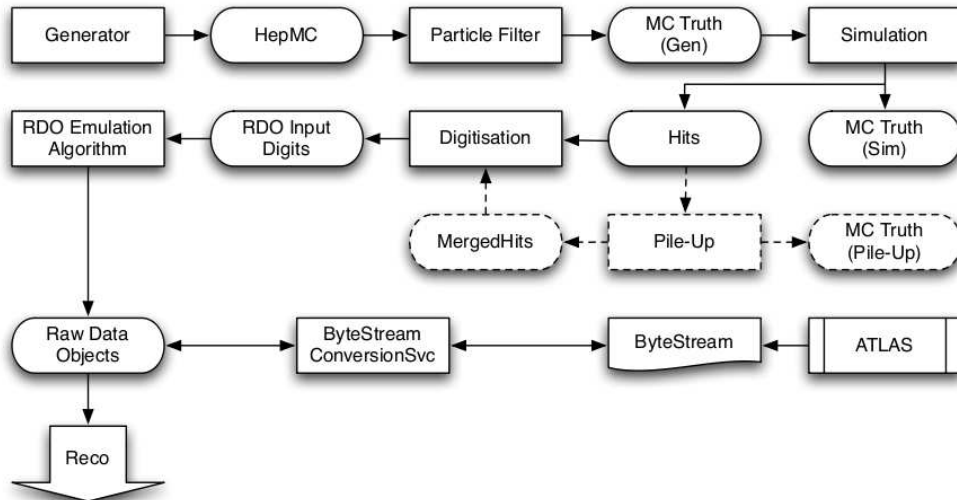 Generator
HepMC
Particle Filter
MC Truth
(Gen)
Simulation
RDO Emulation
Algorithm
RDO Input
Digits
Digitisation
Hits
MC Truth
(Sim)
MergedHits
Pile-Up
MC Truth
(Pile-Up)
Raw Data
Objects
ByteStream
ConversionSvc
ByteStream
ATLAS
Reco